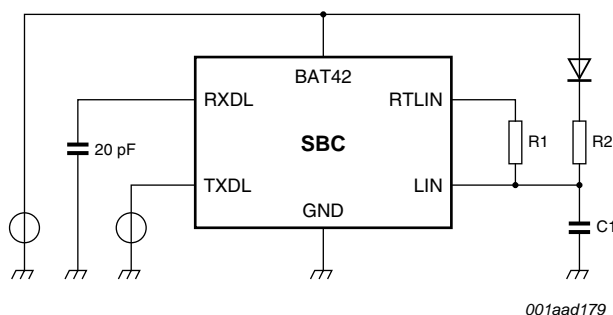 BAT42
RXDL
RTLIN
SBC
R1
R2
20 pF
TXDL
LIN
GND
C1
001aad179